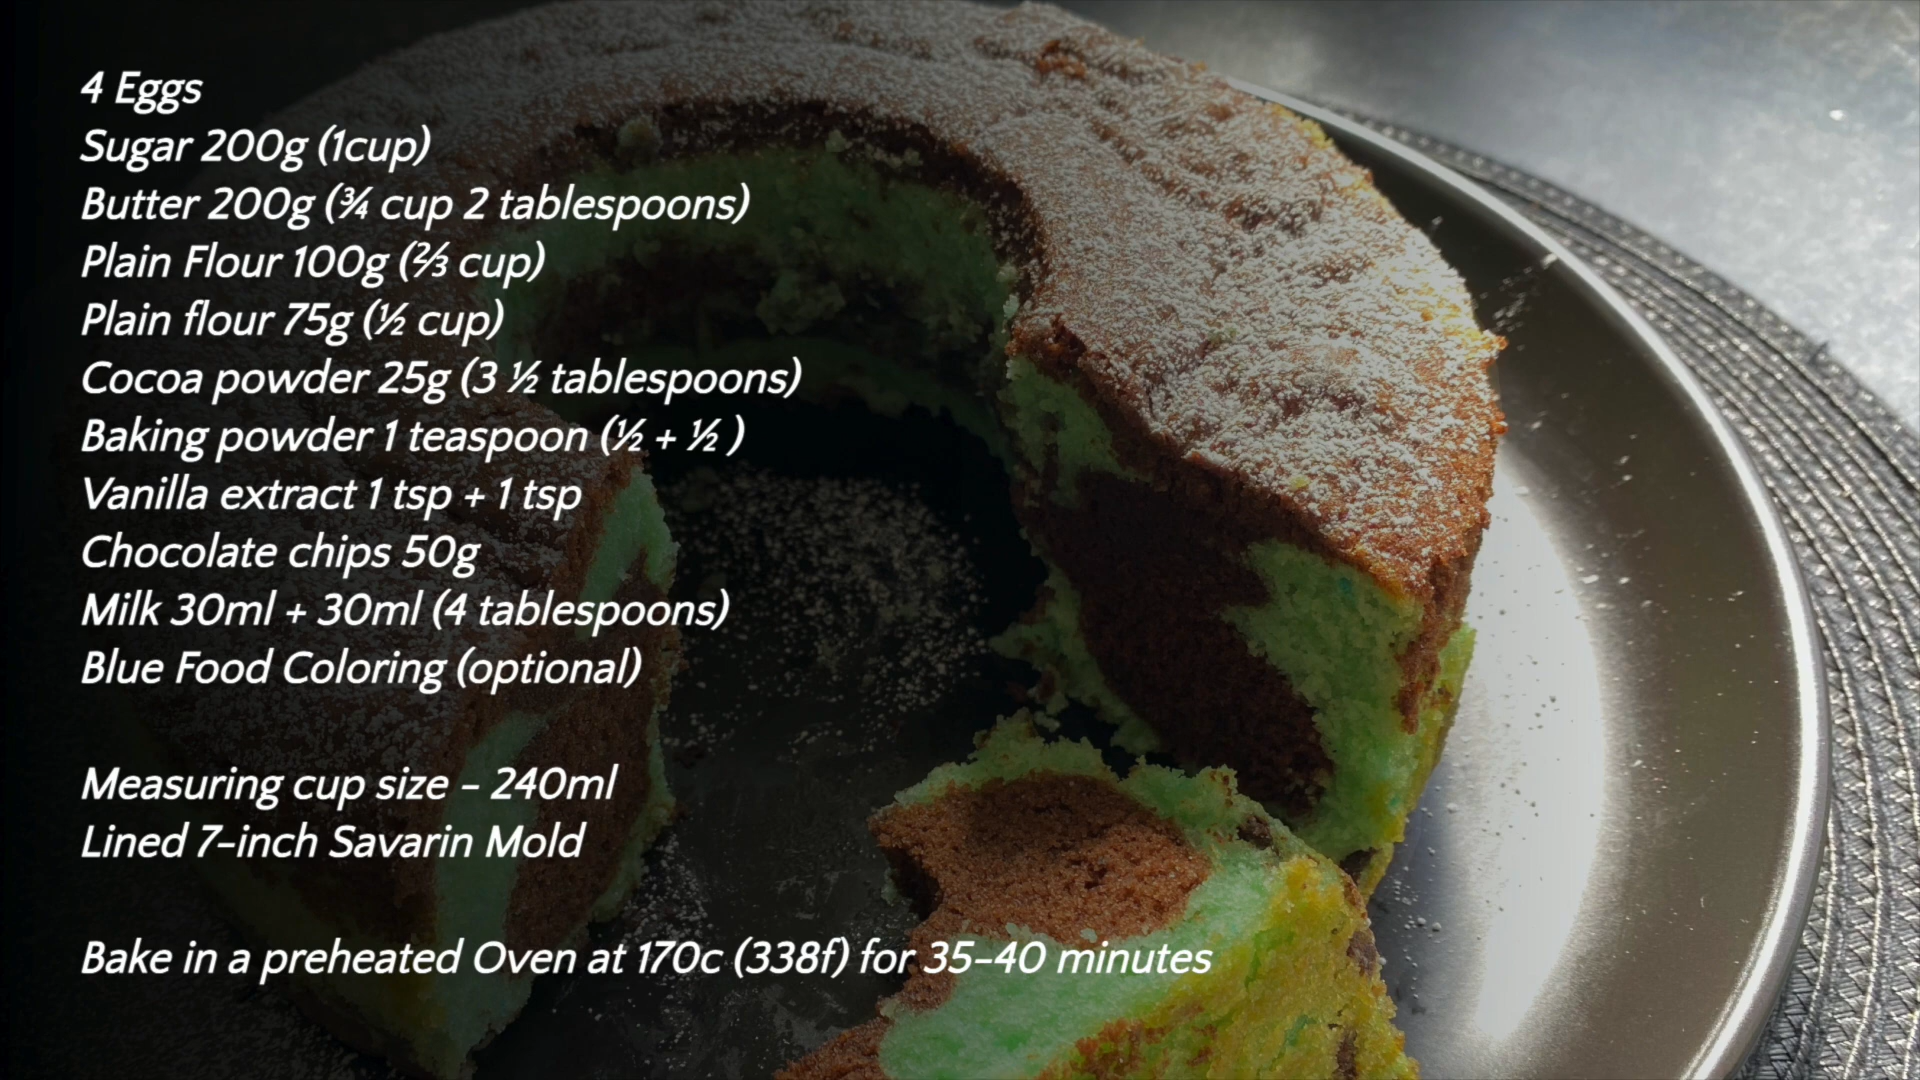 4 Eggs
Sugar 200g (1cup)
Butter 200g (¾ cup 2 tablespoons)
Plain Flour 100g (⅔ cup)
Plain flour 75g (½ cup)
Cocoa powder 25g (3 ½ tablespoons)
Baking powder 1 teaspoon (½ + ½ )
Vanilla extract 1 tsp + 1 tsp
Chocolate chips 50g
Milk 30ml + 30ml (4 tablespoons)
Blue Food Coloring (optional)
Measuring cup size - 240ml
Lined 7-inch Savarin Mold
Bake in a preheated Oven at 170c (338f) for 35-40 minutes